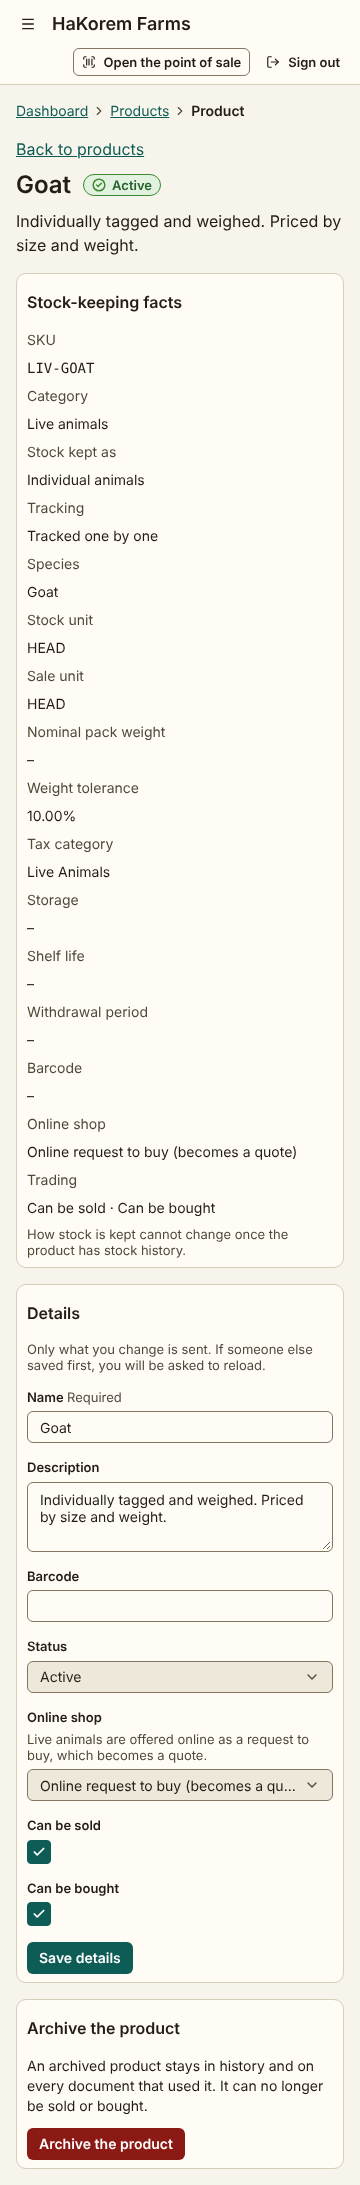 HaKorem Farms
Open the point of sale
Sign out
Dashboard > Products > Product
Back to products
Goat
Active
Individually tagged and weighed. Priced by
size and weight.
Stock-keeping facts
SKU
LIV-GOAT
Category
Live animals
Stock kept as
Individual animals
Tracking
Tracked one by one
Species
Goat
Stock unit
HEAD
Sale unit
HEAD
Nominal pack weight
–
Weight tolerance
10.00%
Tax category
Live Animals
Storage
–
Shelf life
–
Withdrawal period
–
Barcode
–
Online shop
Online request to buy (becomes a quote)
Trading
Can be sold · Can be bought
How stock is kept cannot change once the
product has stock history.
Details
Only what you change is sent. If someone else
saved first, you will be asked to reload.
Name Required
Goat
Description
Individually tagged and weighed. Priced
by size and weight.
Barcode
Status
Active
Online shop
Live animals are offered online as a request to
buy, which becomes a quote.
Online request to buy (becomes a qu...
Can be sold
Can be bought
Save details
Archive the product
An archived product stays in history and on
every document that used it. It can no longer
be sold or bought.
Archive the product